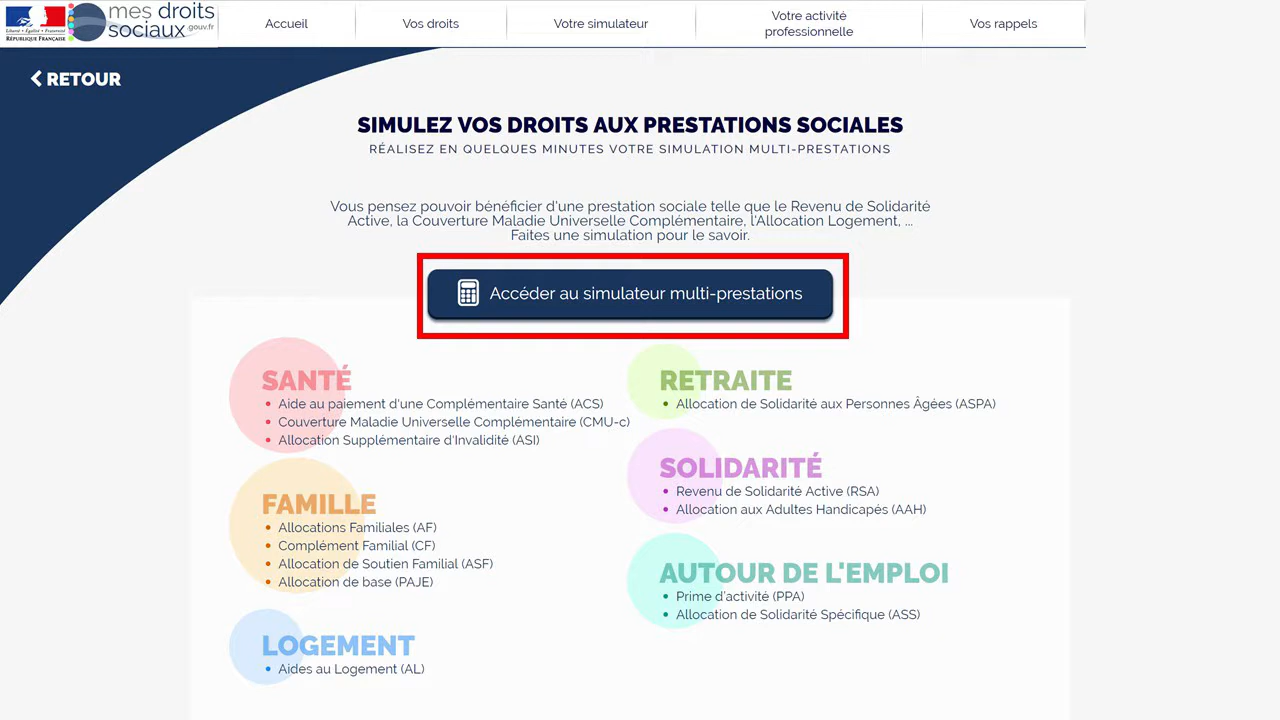 Liberté • Égalité • Fraternité
RÉPUBLIQUE FRANÇAISE
mes droits
sociaux
.gouv.fr
Accueil
Vos droits
Votre simulateur
Votre activité
professionnelle
Vos rappels
RETOUR
SIMULEZ VOS DROITS AUX PRESTATIONS SOCIALES
RÉALISEZ EN QUELQUES MINUTES VOTRE SIMULATION MULTI-PRESTATIONS
Vous pensez pouvoir bénéficier d'une prestation sociale telle que le Revenu de Solidarité
Active, la Couverture Maladie Universelle Complémentaire, l'Allocation Logement, ...
Faites une simulation pour le savoir.
Accéder au simulateur multi-prestations
SANTÉ
• Aide au paiement d'une Complémentaire Santé (ACS)
• Couverture Maladie Universelle Complémentaire (CMU-c)
• Allocation Supplémentaire d'Invalidité (ASI)
FAMILLE
• Allocations Familiales (AF)
• Complément Familial (CF)
• Allocation de Soutien Familial (ASF)
• Allocation de base (PAJE)
LOGEMENT
• Aides au Logement (AL)
RETRAITE
• Allocation de Solidarité aux Personnes Âgées (ASPA)
SOLIDARITÉ
• Revenu de Solidarité Active (RSA)
• Allocation aux Adultes Handicapés (AAH)
AUTOUR DE L'EMPLOI
• Prime d'activité (PPA)
• Allocation de Solidarité Spécifique (ASS)